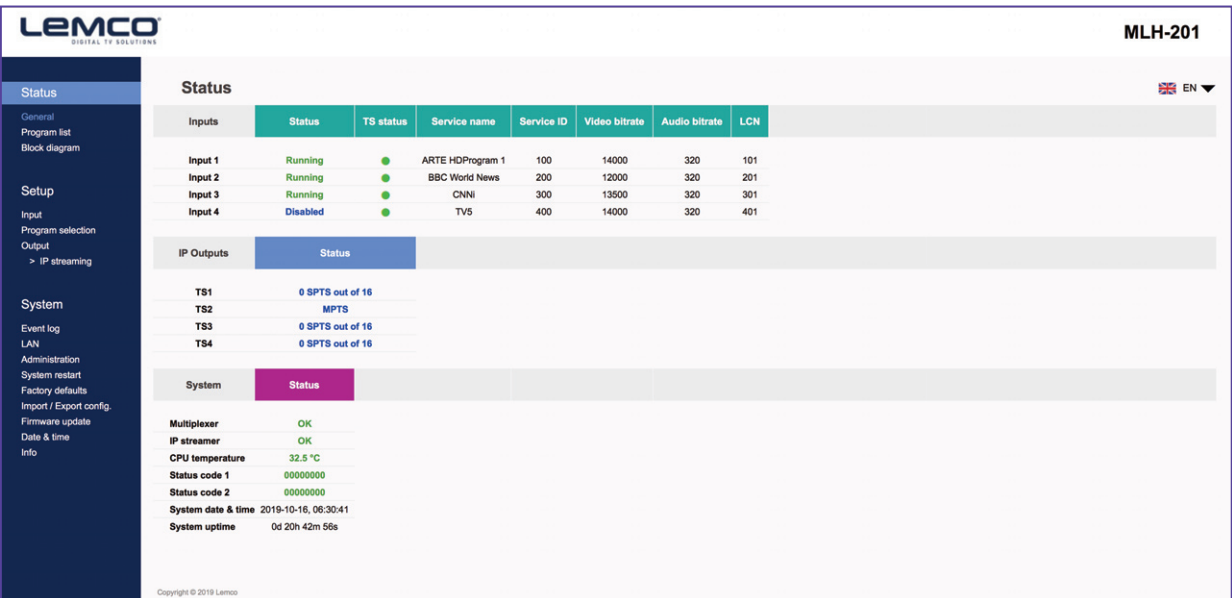 LEMCO
DIGITAL TV SOLUTIONS
MLH-201
Status
General
Program list
Block diagram
Setup
Input
Program selection
Output
> IP streaming
System
Event log
LAN
Administration
System restart
Factory defaults
Import / Export config.
Firmware update
Date & time
Info
Status
EN
Inputs Status TS status Service name Service ID Video bitrate Audio bitrate LCN
Input 1 Running ARTE HDProgram 1 100 14000 320 101
Input 2 Running BBC World News 200 12000 320 201
Input 3 Running CNNi 300 13500 320 301
Input 4 Disabled TV5 400 14000 320 401
IP Outputs Status
TS1 0 SPTS out of 16
TS2 MPTS
TS3 0 SPTS out of 16
TS4 0 SPTS out of 16
System Status
Multiplexer OK
IP streamer OK
CPU temperature 32.5 °C
Status code 1 00000000
Status code 2 00000000
System date & time 2019-10-16, 06:30:41
System uptime 0d 20h 42m 56s
Copyright © 2019 Lemco